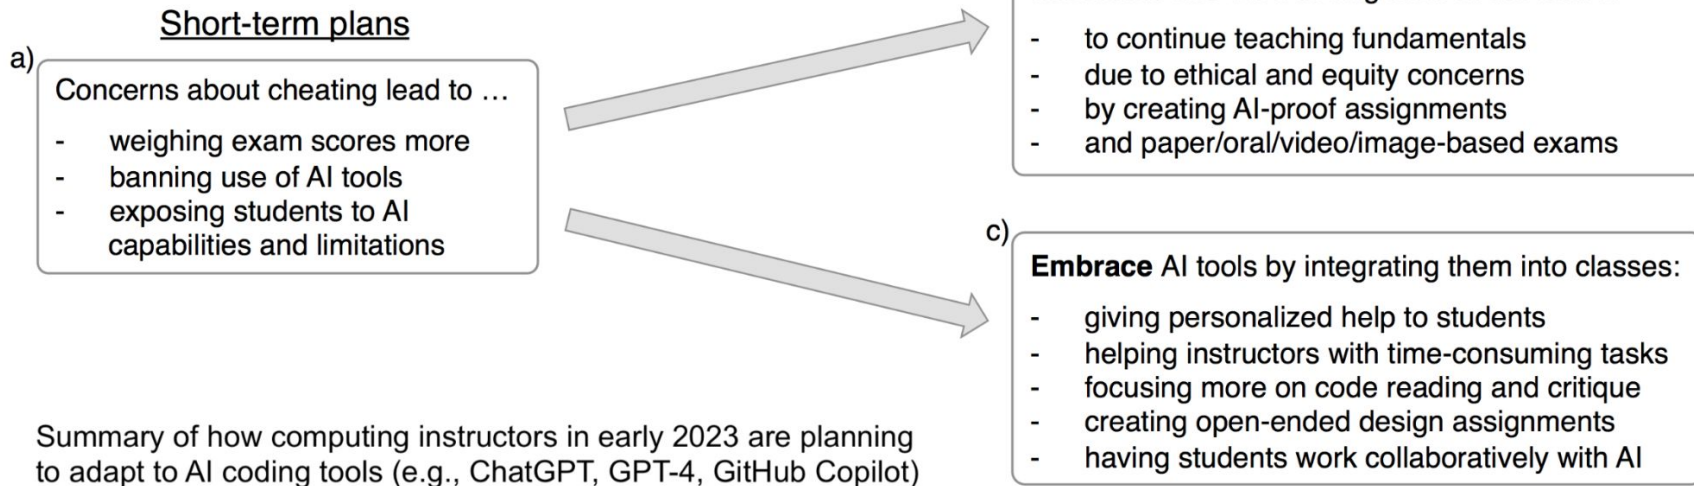 Short-term plans
a)
Concerns about cheating lead to …
- weighing exam scores more
- banning use of AI tools
- exposing students to AI
capabilities and limitations
- to continue teaching fundamentals
- due to ethical and equity concerns
- by creating AI-proof assignments
- and paper/oral/video/image-based exams
c)
Embrace AI tools by integrating them into classes:
- giving personalized help to students
- helping instructors with time-consuming tasks
- focusing more on code reading and critique
- creating open-ended design assignments
- having students work collaboratively with AI
Summary of how computing instructors in early 2023 are planning
to adapt to AI coding tools (e.g., ChatGPT, GPT-4, GitHub Copilot)